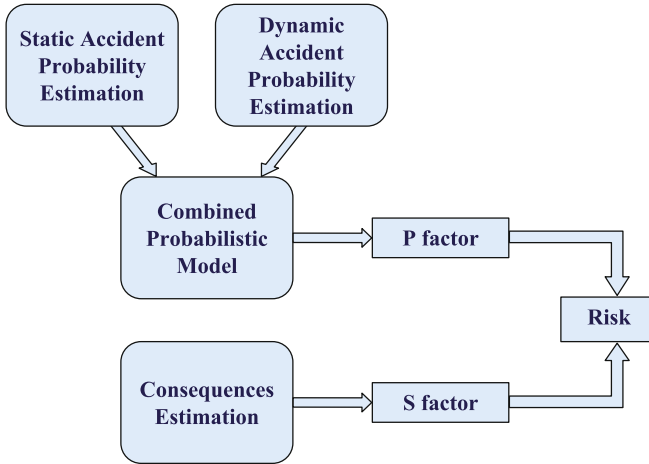 Static Accident
Probability
Estimation
Dynamic
Accident
Probability
Estimation
Combined
Probabilistic
Model
P factor
Risk
Consequences
Estimation
S factor